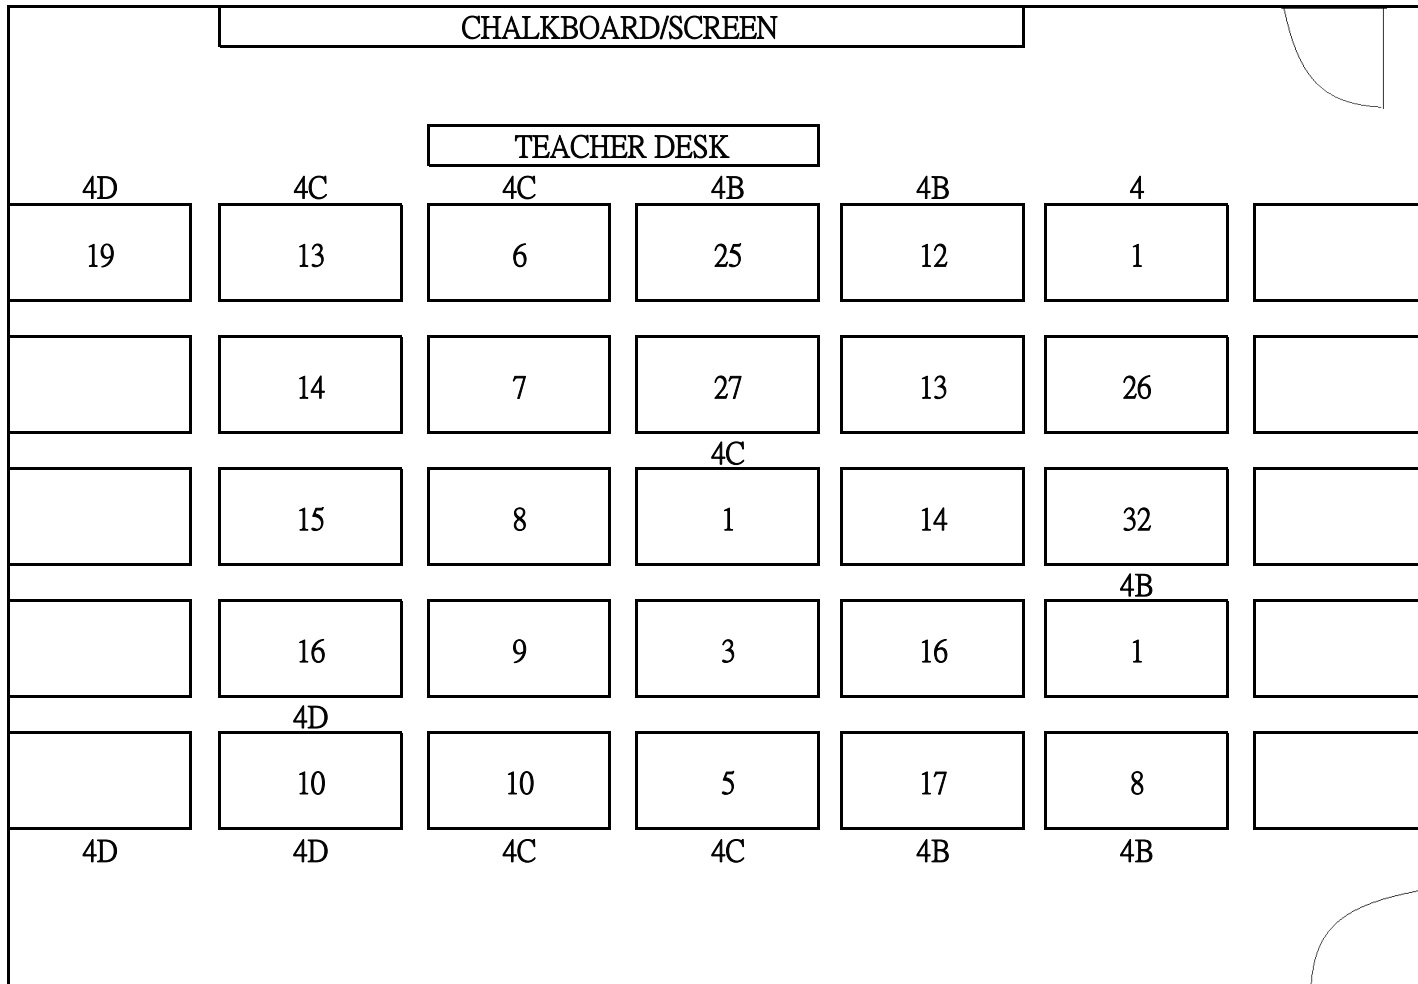 CHALKBOARD/SCREEN
TEACHER DESK
4D 4C 4C 4B 4B 4
19 13 6 25 12 1
14 7 27 13 26
4C
15 8 1 14 32
4B
16 9 3 16 1
4D
10 10 5 17 8
4D 4D 4C 4C 4B 4B